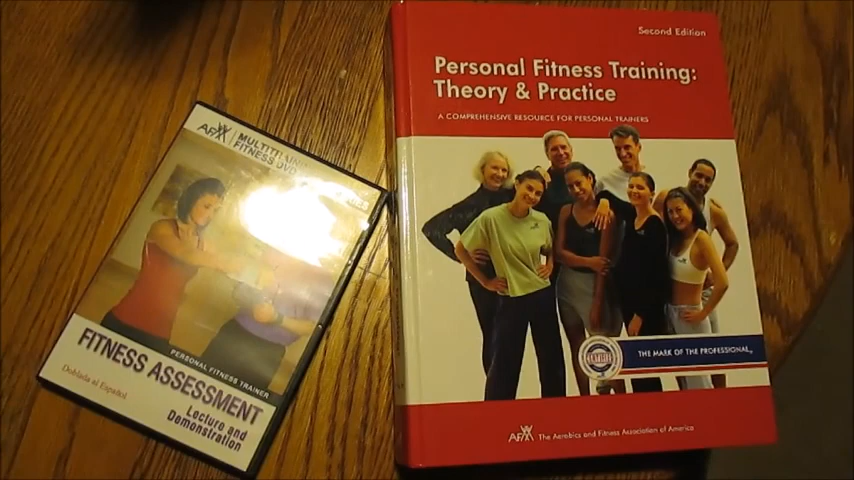 AFAA
MULTITRAINING
FITNESS DVD
PERSONAL FITNESS TRAINER
FITNESS ASSESSMENT
Doblada al Español
Lecture and
Demonstration
Second Edition
Personal Fitness Training:
Theory & Practice
A COMPREHENSIVE RESOURCE FOR PERSONAL TRAINERS
CERTIFIED
THE MARK OF THE PROFESSIONAL
AFAA The Aerobics and Fitness Association of America